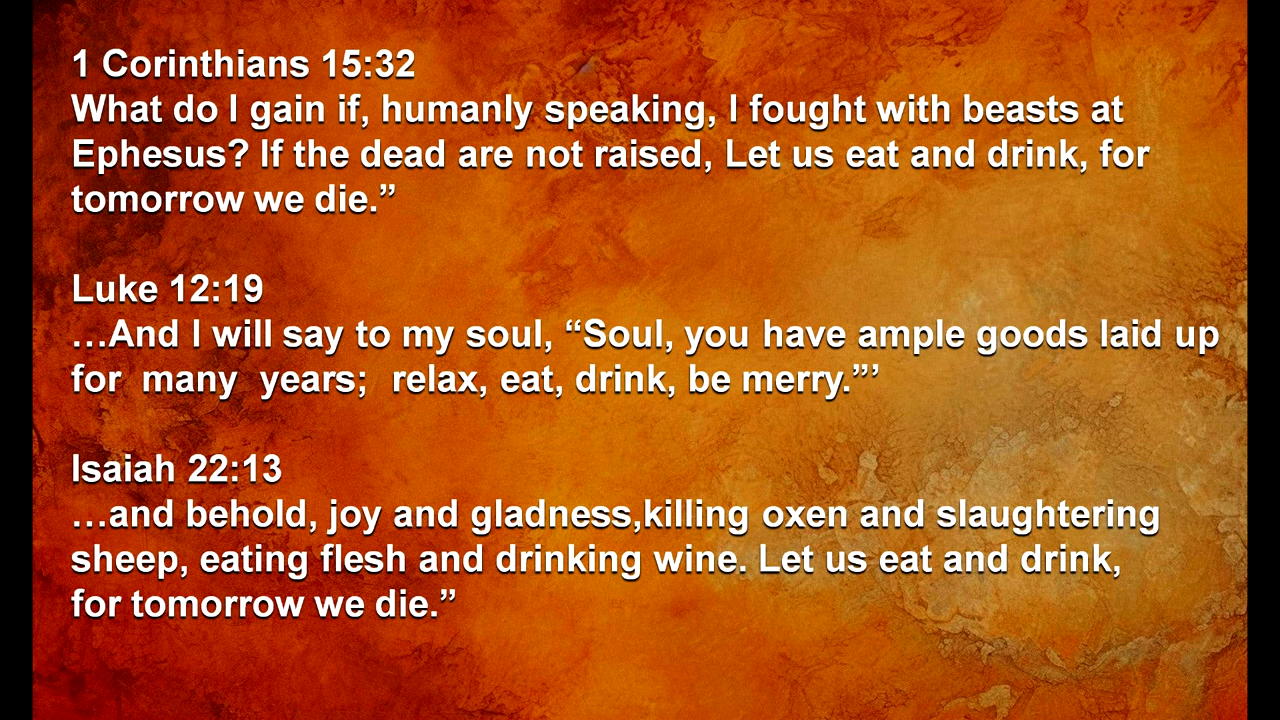 1 Corinthians 15:32
What do I gain if, humanly speaking, I fought with beasts at
Ephesus? If the dead are not raised, Let us eat and drink, for
tomorrow we die.”
Luke 12:19
…And I will say to my soul, “Soul, you have ample goods laid up
for many years; relax, eat, drink, be merry.”’
Isaiah 22:13
…and behold, joy and gladness,killing oxen and slaughtering
sheep, eating flesh and drinking wine. Let us eat and drink,
for tomorrow we die.”